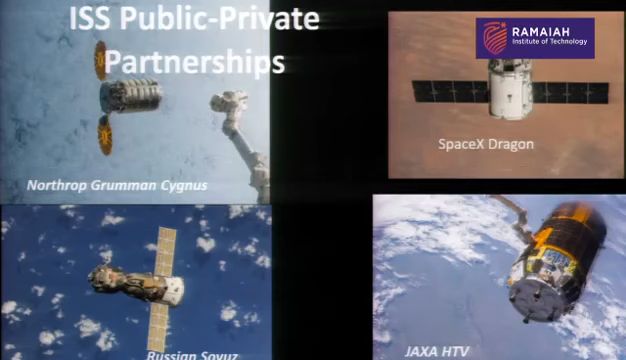 ISS Public-Private
Partnerships
RAMAIAH
Institute of Technology
SpaceX Dragon
Northrop Grumman Cygnus
Russian Soyuz
JAXA HTV